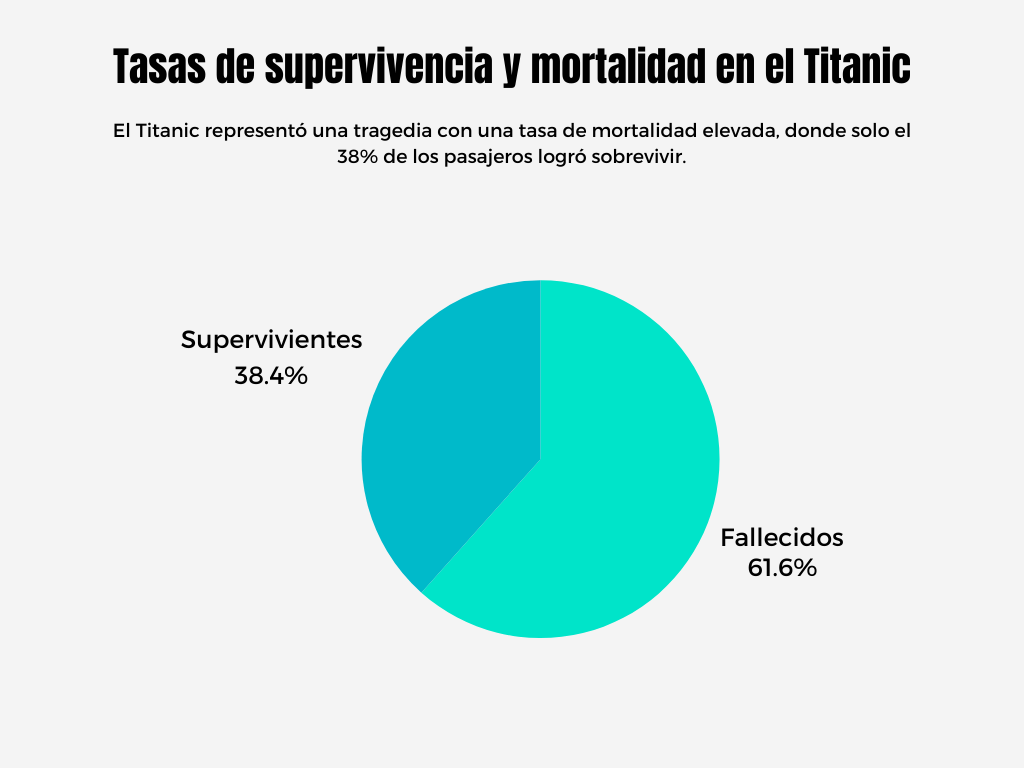 Tasas de supervivencia y mortalidad en el Titanic
El Titanic representó una tragedia con una tasa de mortalidad elevada, donde solo el
38% de los pasajeros logró sobrevivir.
Supervivientes
38.4%
Fallecidos
61.6%